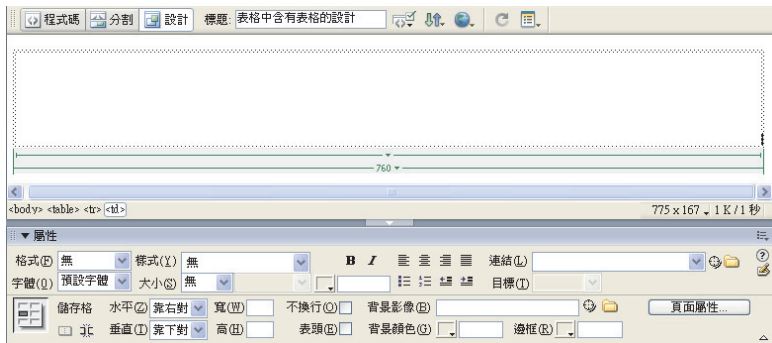 程式碼 分割 設計 標題: 表格中含有表格的設計
760
<body> <table> <tr> <td> 775 x 167 1 K / 1 秒
▼ 屬性
格式(F) 無 樣式(Y) 無 B I 連結(L)
字體(O) 預設字體 大小(S) 無 目標(T)
儲存格 水平(Z) 靠右對 寬(W) 不換行(O) 背景影像(B) 頁面屬性...
垂直(T) 靠下對 高(H) 表頭(E) 背景顏色(G) 邊框(R)